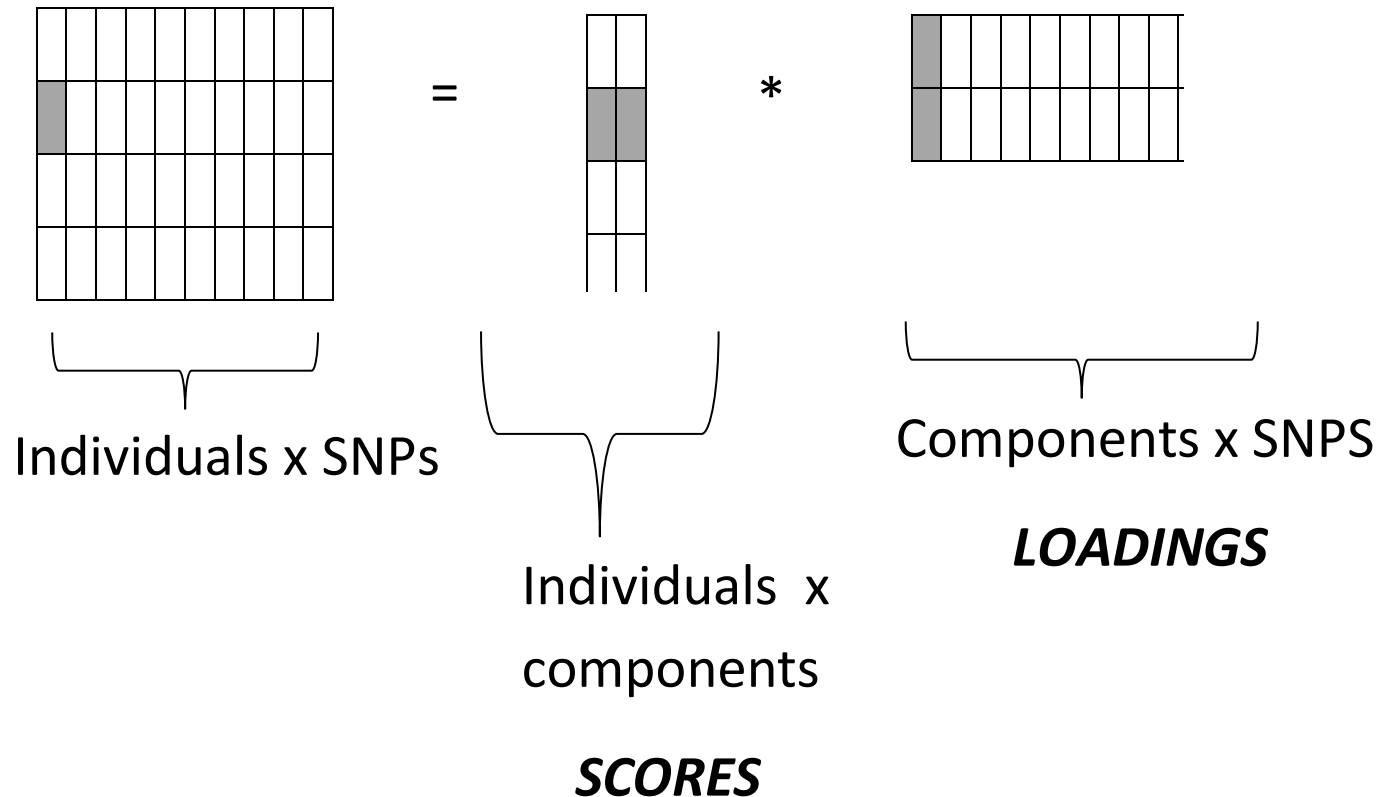 = *
Individuals x SNPs
Individuals x
components
SCORES
Components x SNPS
LOADINGS